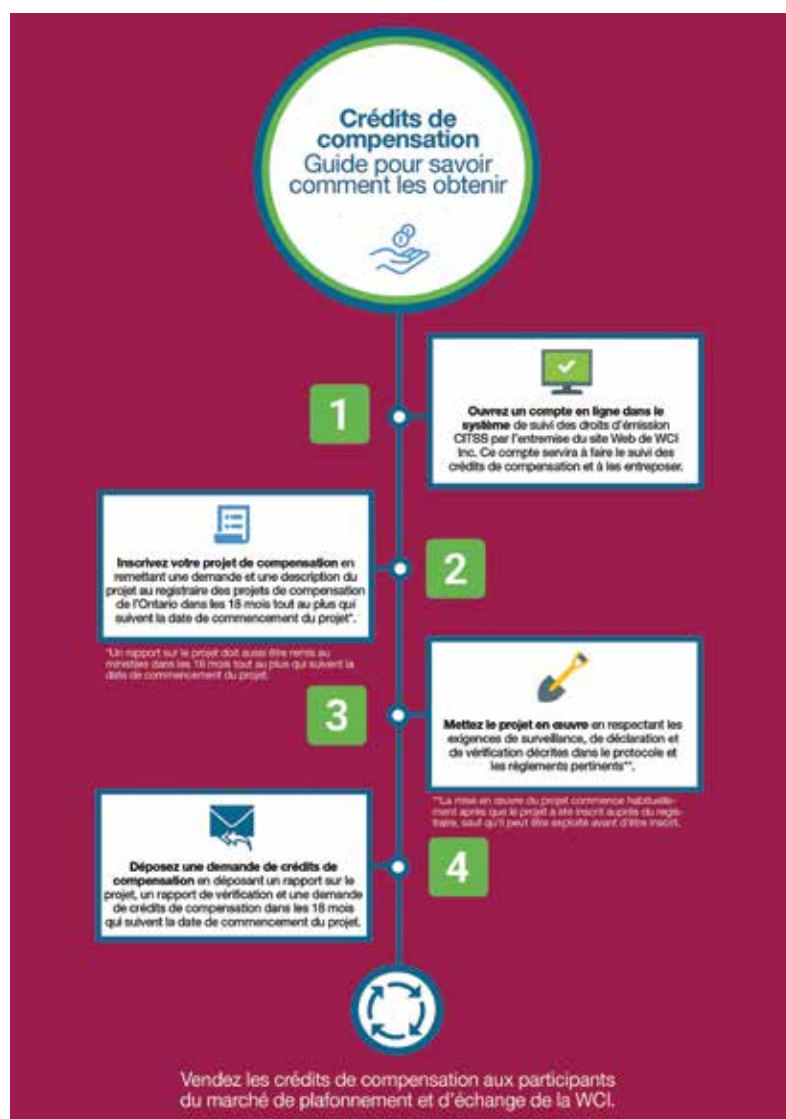 Crédits de
compensation
Guide pour savoir
comment les obtenir
1
Ouvrez un compte en ligne dans le
système de suivi des droits d'émission
CITSS par l'entremise du site Web de WCI
Inc. Ce compte servira à faire le suivi des
crédits de compensation et à les entreposer.
2
Inscrivez votre projet de compensation en
remettant une demande et une description du
projet au registraire des projets de compensation
de l'Ontario dans les 18 mois tout au plus qui
suivent la date de commencement du projet*.
*Un rapport sur le projet doit aussi être remis au
ministère dans les 18 mois tout au plus qui suivent la
date de commencement du projet.
3
Mettez le projet en œuvre en respectant les
exigences de surveillance, de déclaration et
de vérification décrites dans le protocole et
les règlements pertinents**.
**La mise en œuvre du projet commence habituelle-
ment après que le projet a été inscrit auprès du regis-
traire, sauf qu'il peut être exploité avant d'être inscrit.
4
Déposez une demande de crédits de
compensation en déposant un rapport sur le
projet, un rapport de vérification et une demande
de crédits de compensation dans les 18 mois
qui suivent la date de commencement du projet.
Vendez les crédits de compensation aux participants
du marché de plafonnement et d'échange de la WCI.